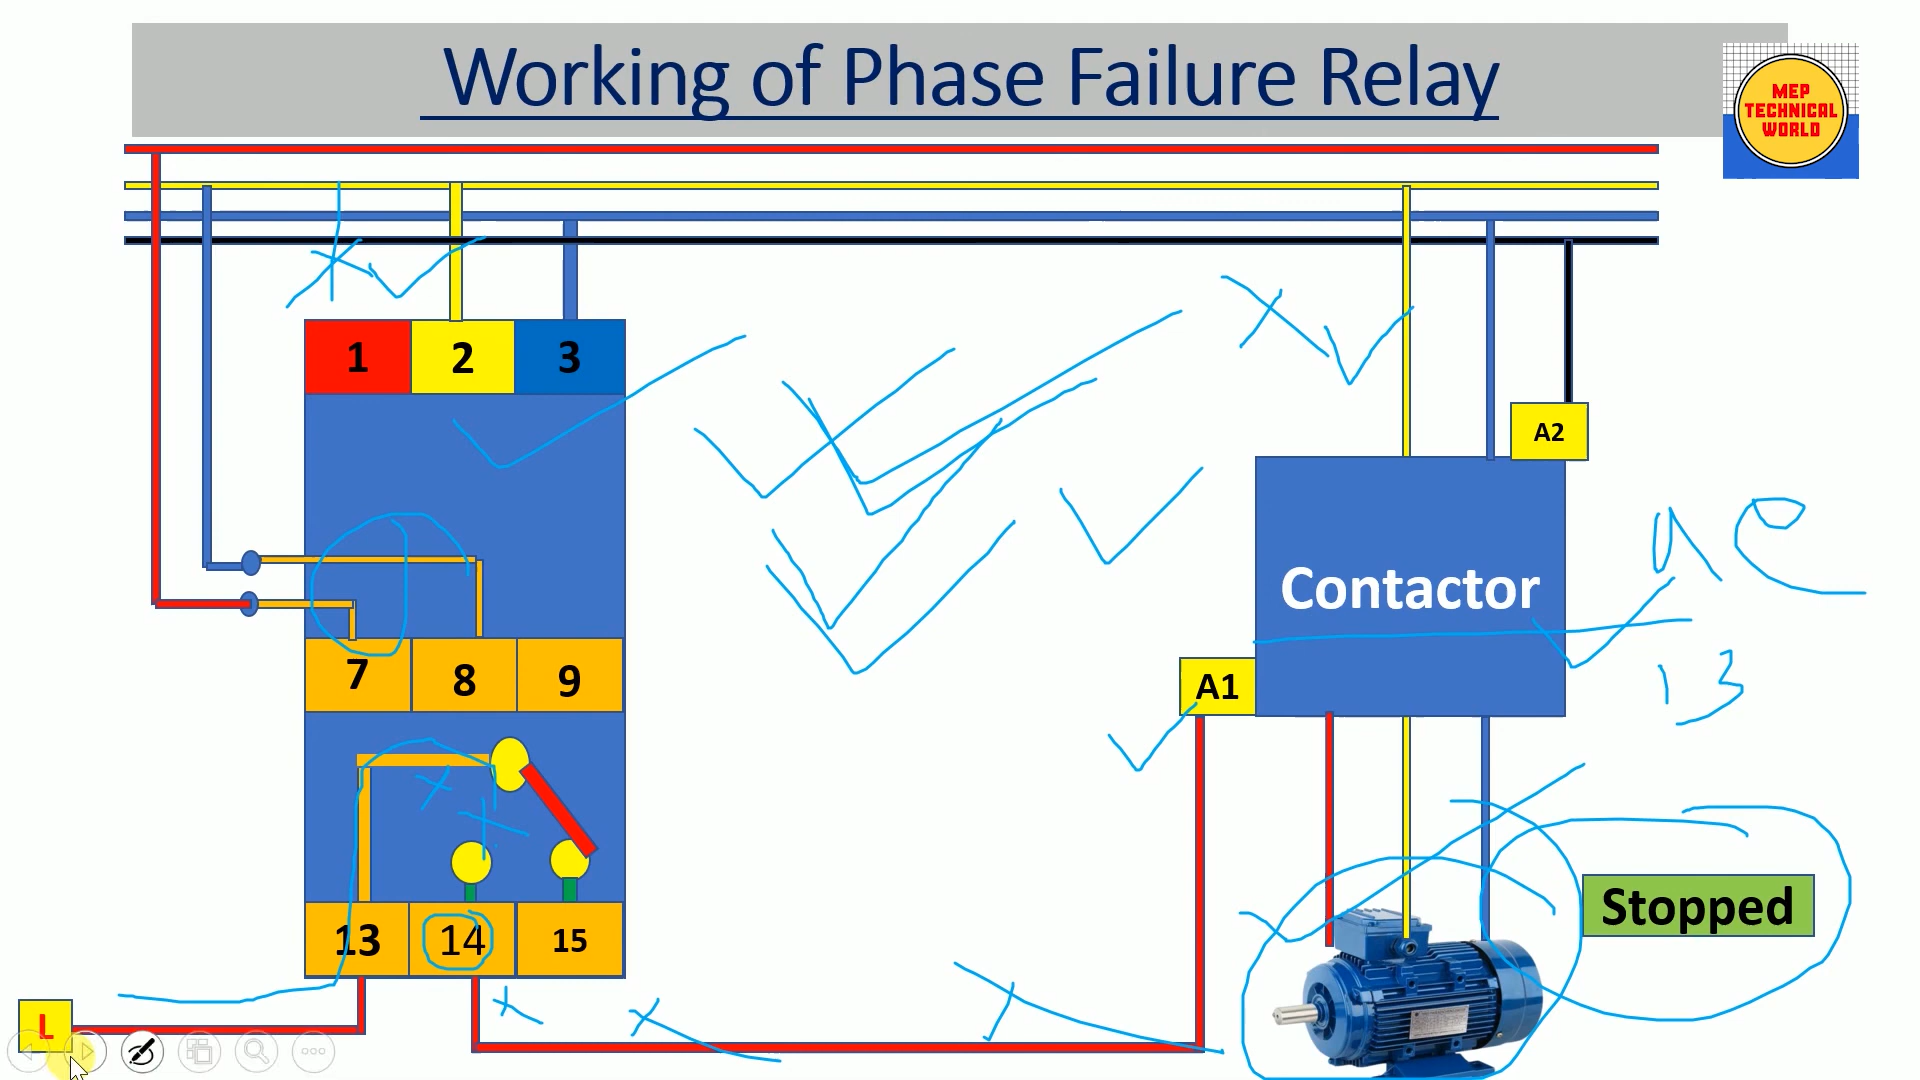 Working of Phase Failure Relay
MEP
TECHNICAL
WORLD
1 2 3
A2
Contactor
7 8 9
A1
13
13 14 15
Stopped
L